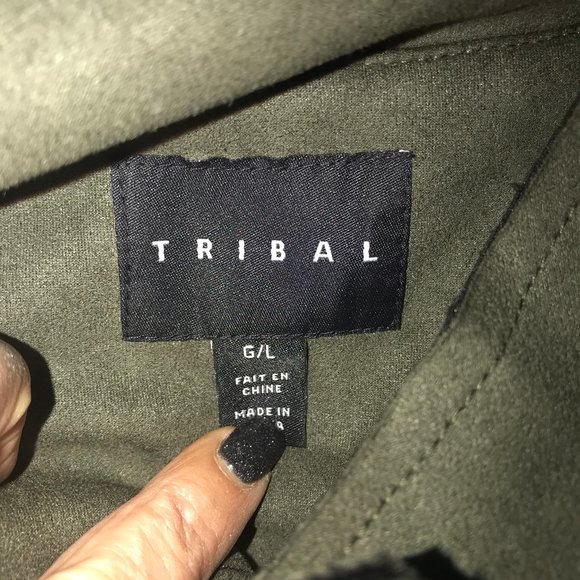 TRIBAL
G/L
FAIT EN
CHINE
MADE IN